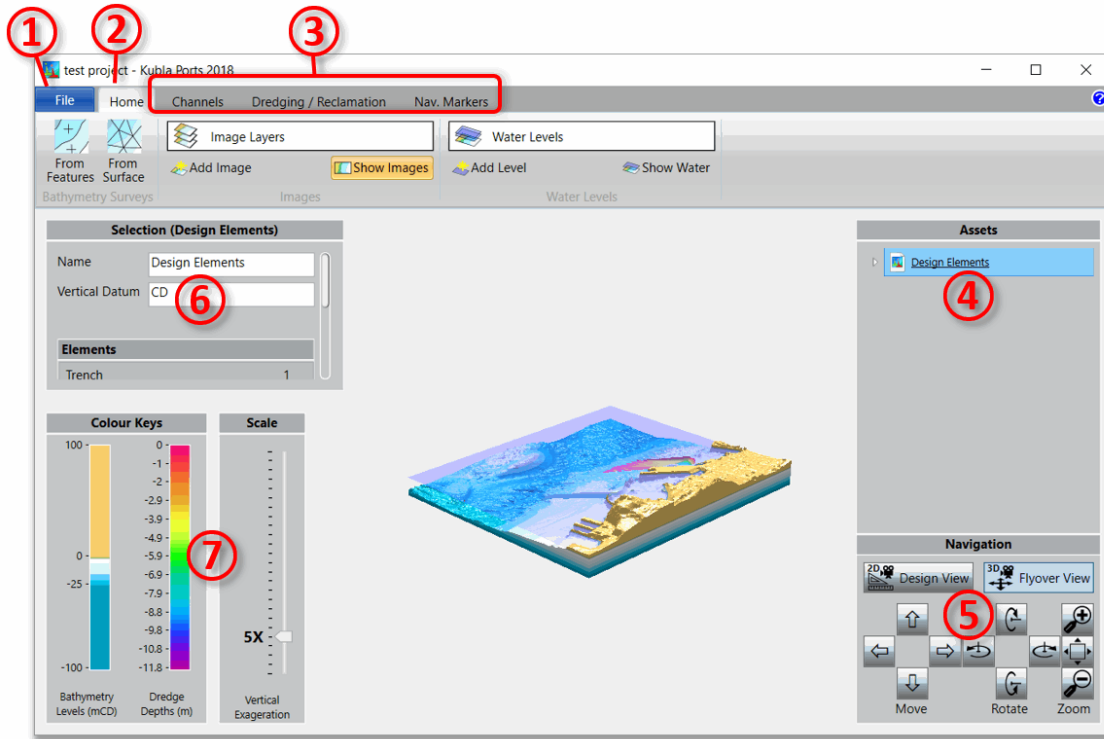 1
2
3
test project - Kubla Ports 2018
File Home Channels Dredging / Reclamation Nav. Markers
?
Image Layers
Water Levels
From Features
From Surface
Add Image
Show Images
Add Level
Show Water
Bathymetry Surveys
Images
Water Levels
Selection (Design Elements)
Name
Design Elements
Vertical Datum
CD
6
Elements
Trench 1
Assets
Design Elements
4
Colour Keys
100
0
-25
-100
0
-1
-2
-2.9
-3.9
-4.9
-5.9
-6.9
-7.9
-8.8
-9.8
-10.8
-11.8
7
Bathymetry
Levels (mCD)
Dredge
Depths (m)
Scale
5X
Vertical
Exageration
Navigation
2D
Design View
3D
Flyover View
5
Move
Rotate
Zoom